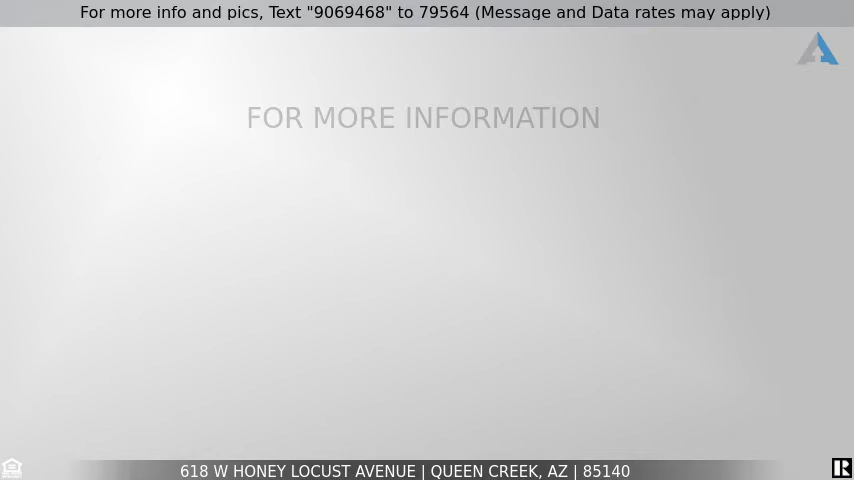 For more info and pics, Text "9069468" to 79564 (Message and Data rates may apply)
FOR MORE INFORMATION
618 W HONEY LOCUST AVENUE | QUEEN CREEK, AZ | 85140